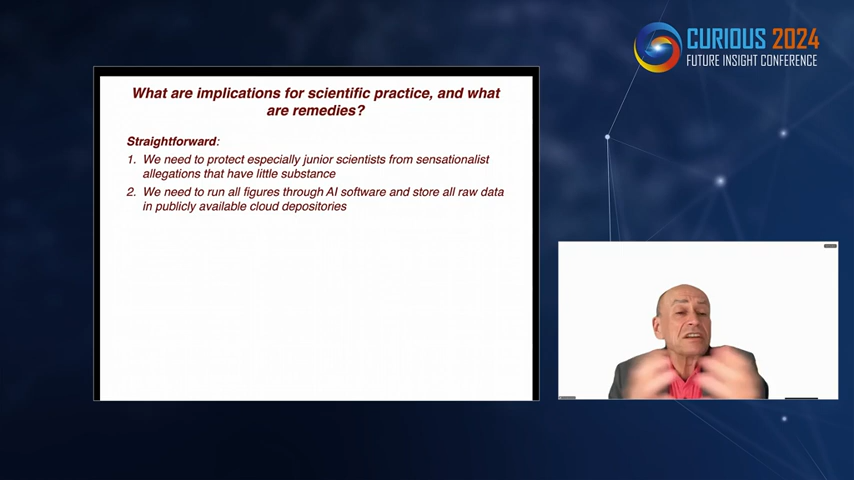 CURIOUS 2024
FUTURE INSIGHT CONFERENCE
What are implications for scientific practice, and what
are remedies?
Straightforward:
1. We need to protect especially junior scientists from sensationalist
allegations that have little substance
2. We need to run all figures through AI software and store all raw data
in publicly available cloud depositories